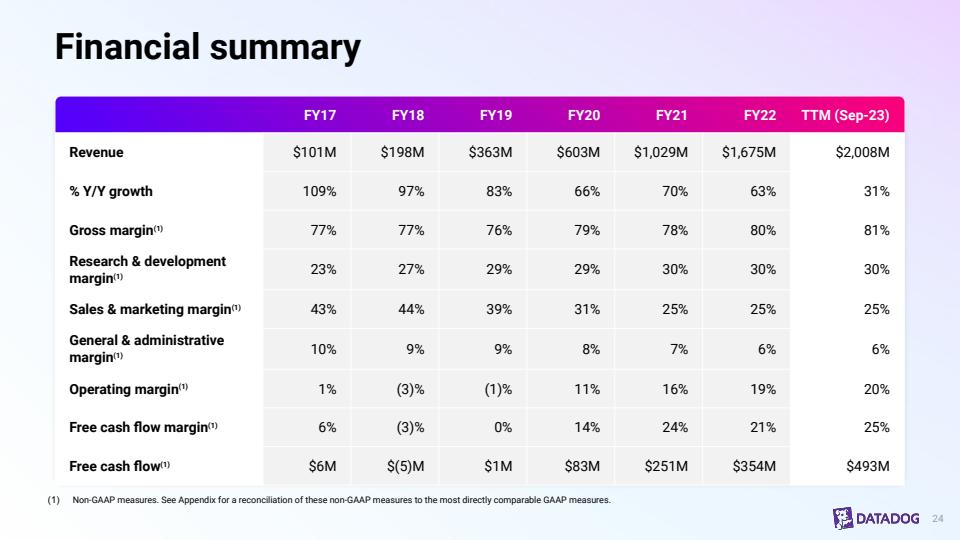 Financial summary
FY17 FY18 FY19 FY20 FY21 FY22 TTM (Sep-23)
Revenue $101M $198M $363M $603M $1,029M $1,675M $2,008M
% Y/Y growth 109% 97% 83% 66% 70% 63% 31%
Gross margin(1) 77% 77% 76% 79% 78% 80% 81%
Research & development
margin(1) 23% 27% 29% 29% 30% 30% 30%
Sales & marketing margin(1) 43% 44% 39% 31% 25% 25% 25%
General & administrative
margin(1) 10% 9% 9% 8% 7% 6% 6%
Operating margin(1) 1% (3)% (1)% 11% 16% 19% 20%
Free cash flow margin(1) 6% (3)% 0% 14% 24% 21% 25%
Free cash flow(1) $6M $(5)M $1M $83M $251M $354M $493M
(1) Non-GAAP measures. See Appendix for a reconciliation of these non-GAAP measures to the most directly comparable GAAP measures.
DATADOG 24